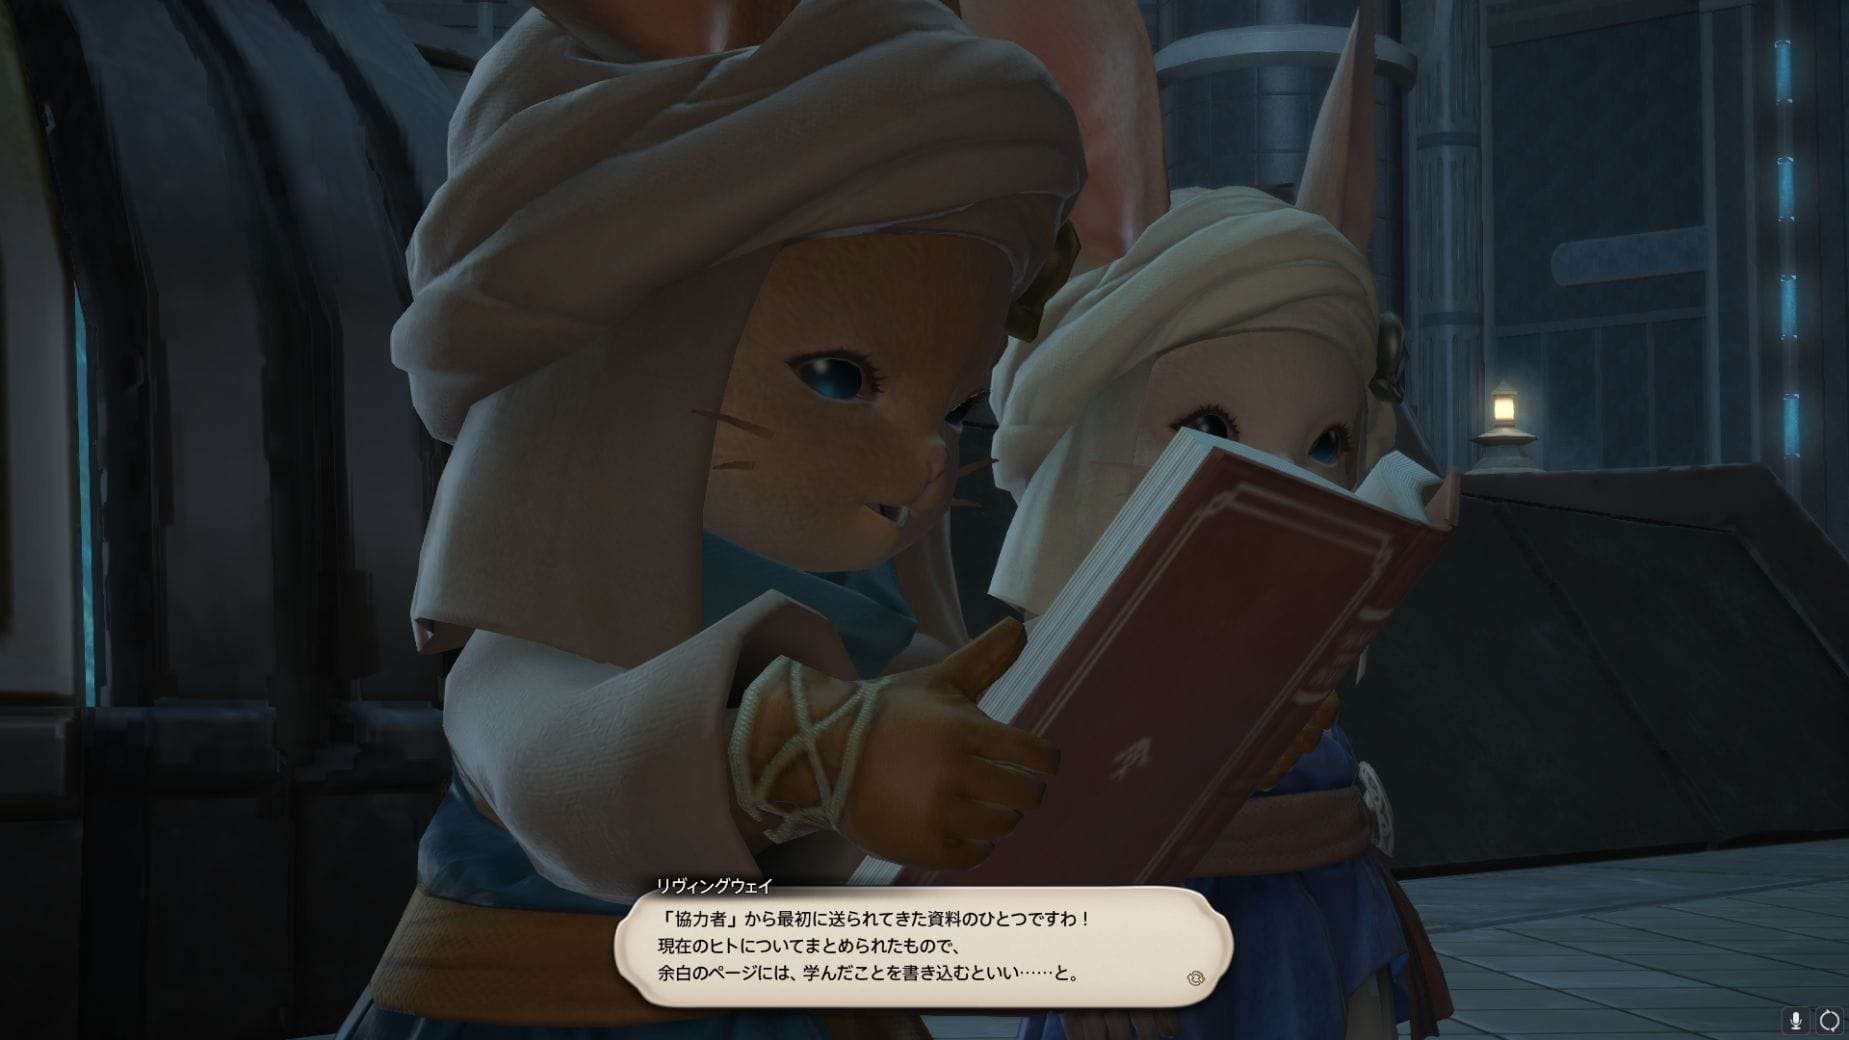 リヴィングウェイ
「協力者」から最初に送られてきた資料のひとつですわ！
現在のヒトについてまとめられたもので、
余白のページには、学んだことを書き込むといい……と。